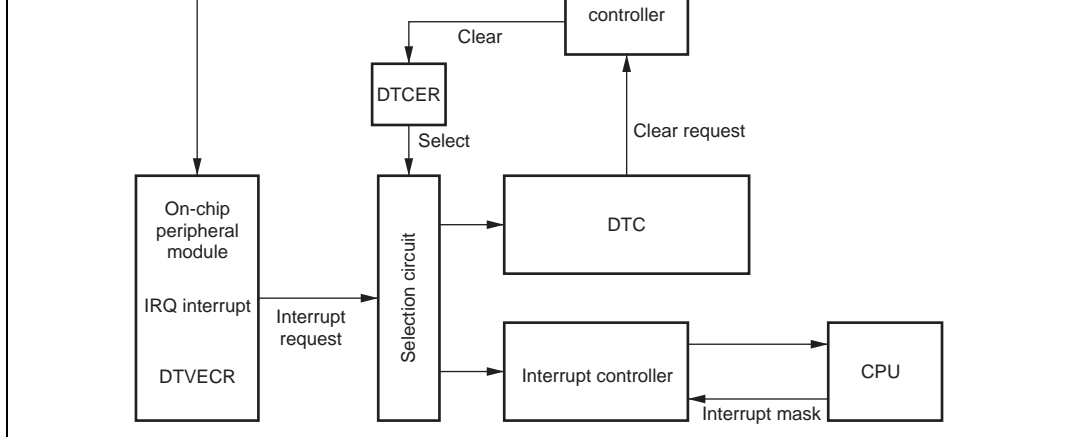 controller
Clear
DTCER
Clear request
Select
On-chip
peripheral
module
DTC
Selection circuit
IRQ interrupt
Interrupt
request
DTVECR
Interrupt controller
CPU
Interrupt mask